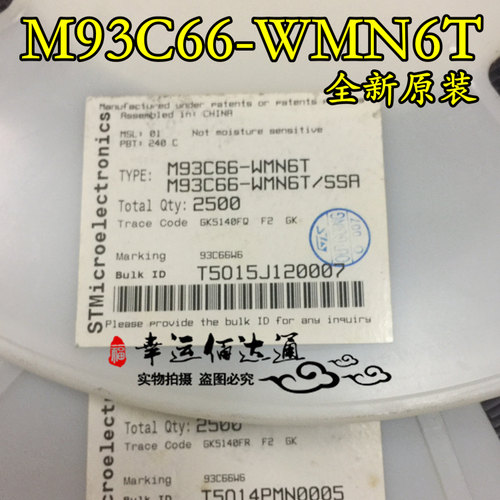 M93C66-WMN6T
全新原装
STMicroelectronics
Manufactured under patents or patents
Assembled in: CHINA
MSL: 01 Not moisture sensitive
PBT: 240 C
TYPE: M93C66-WMN6T
M93C66-WMN6T/SSA
Total Qty: 2500
Trace Code GK5140FQ F2 GK
Marking 93C66W6
Bulk ID T5015J120007
Please provide the bulk ID for any inquiry
福 幸运佰达通
实物拍摄 盗图必究
Total Qty: 2500
Trace Code GK5140FR F2 GK
Marking 93C66W6
Bulk ID T5014PMN0005